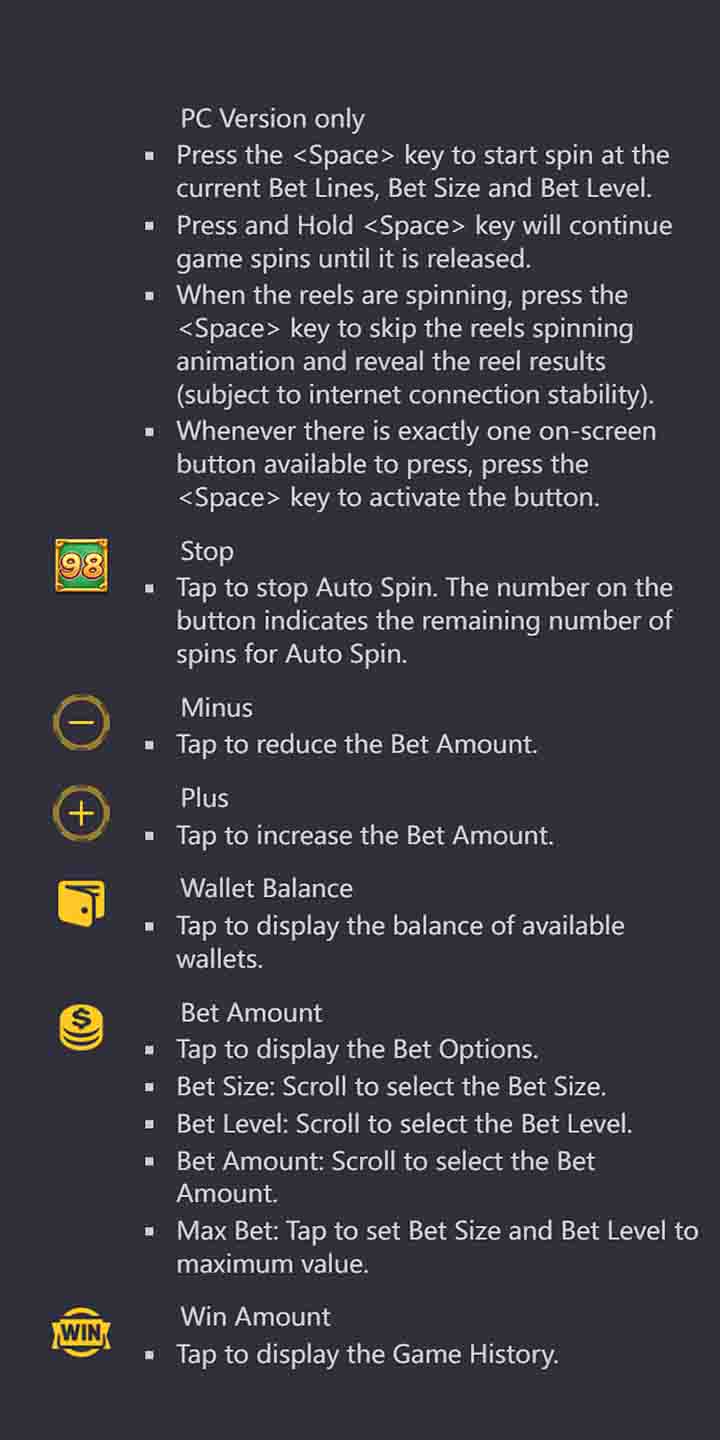 PC Version only
▪ Press the <Space> key to start spin at the
current Bet Lines, Bet Size and Bet Level.
▪ Press and Hold <Space> key will continue
game spins until it is released.
▪ When the reels are spinning, press the
<Space> key to skip the reels spinning
animation and reveal the reel results
(subject to internet connection stability).
▪ Whenever there is exactly one on-screen
button available to press, press the
<Space> key to activate the button.
98
Stop
▪ Tap to stop Auto Spin. The number on the
button indicates the remaining number of
spins for Auto Spin.
Minus
▪ Tap to reduce the Bet Amount.
Plus
▪ Tap to increase the Bet Amount.
Wallet Balance
▪ Tap to display the balance of available
wallets.
$
Bet Amount
▪ Tap to display the Bet Options.
▪ Bet Size: Scroll to select the Bet Size.
▪ Bet Level: Scroll to select the Bet Level.
▪ Bet Amount: Scroll to select the Bet
Amount.
▪ Max Bet: Tap to set Bet Size and Bet Level to
maximum value.
WIN
Win Amount
▪ Tap to display the Game History.